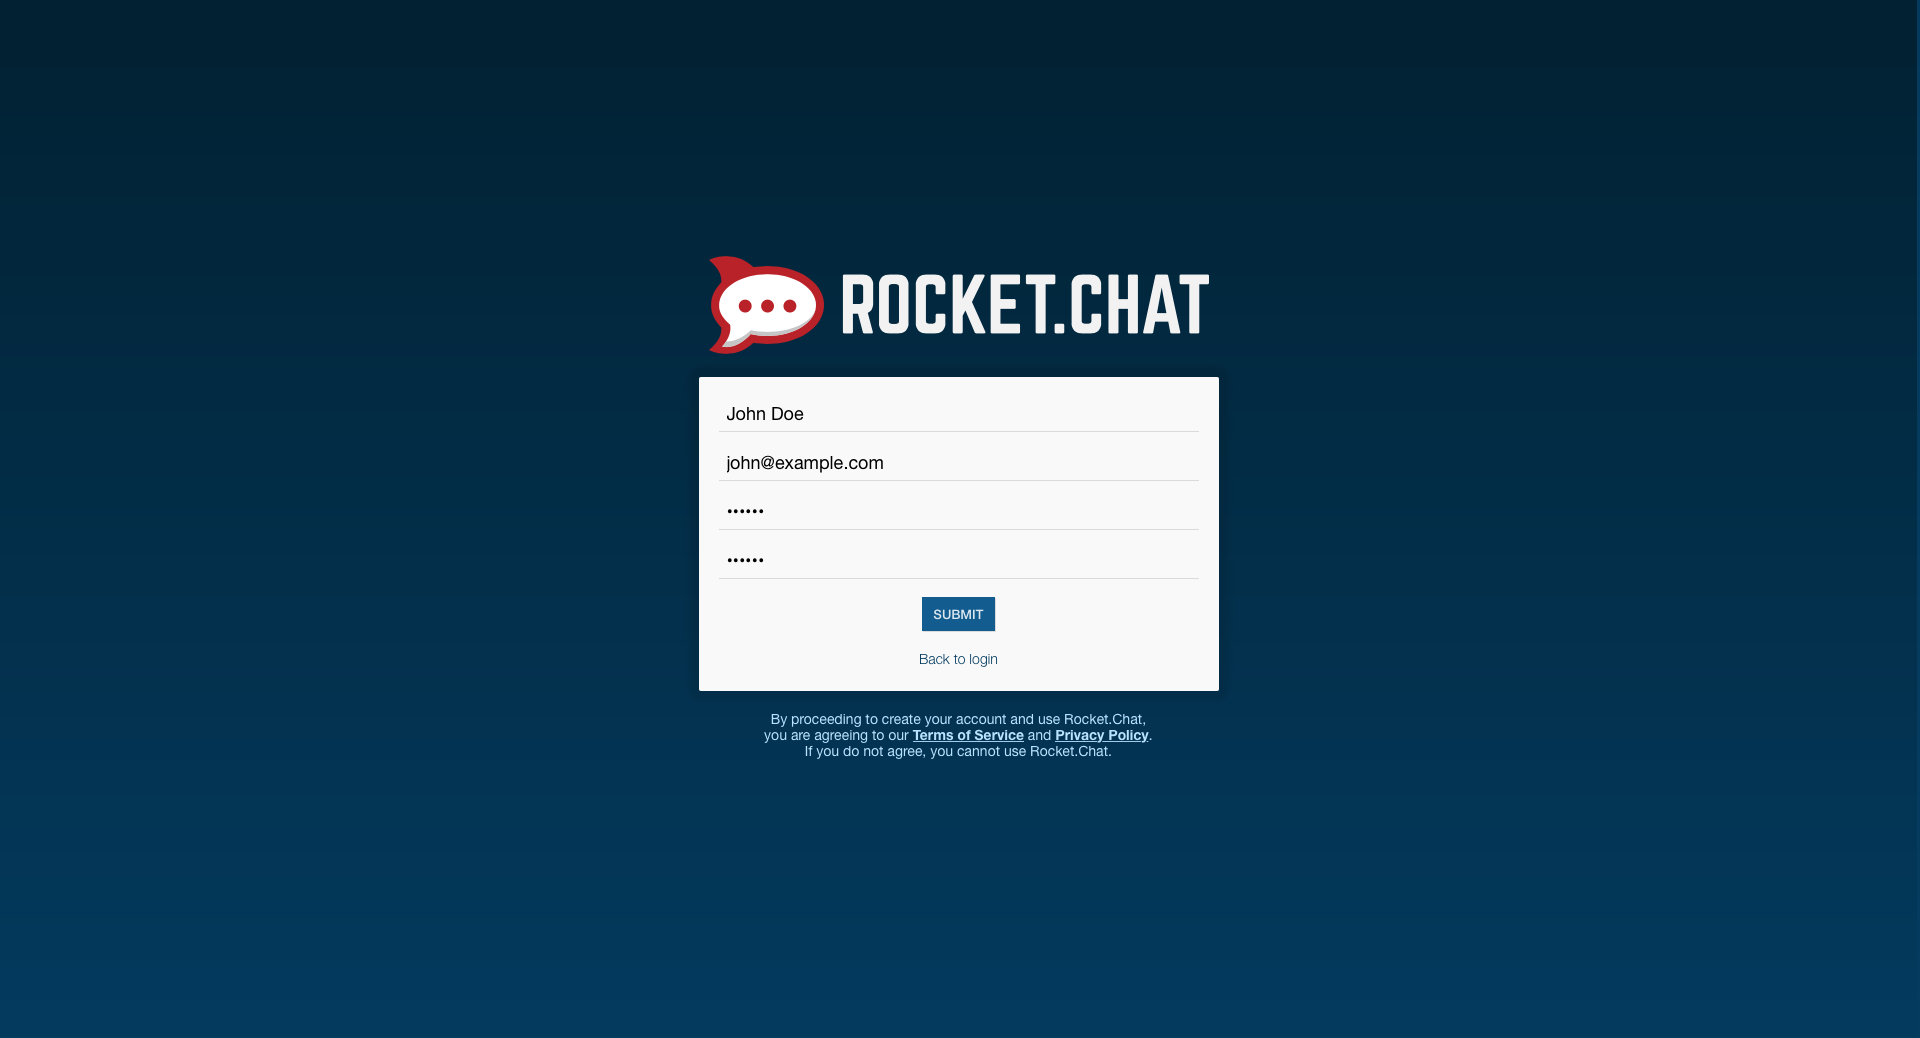 ROCKET.CHAT
John Doe
john@example.com
••••••
••••••
SUBMIT
Back to login
By proceeding to create your account and use Rocket.Chat,
you are agreeing to our Terms of Service and Privacy Policy.
If you do not agree, you cannot use Rocket.Chat.